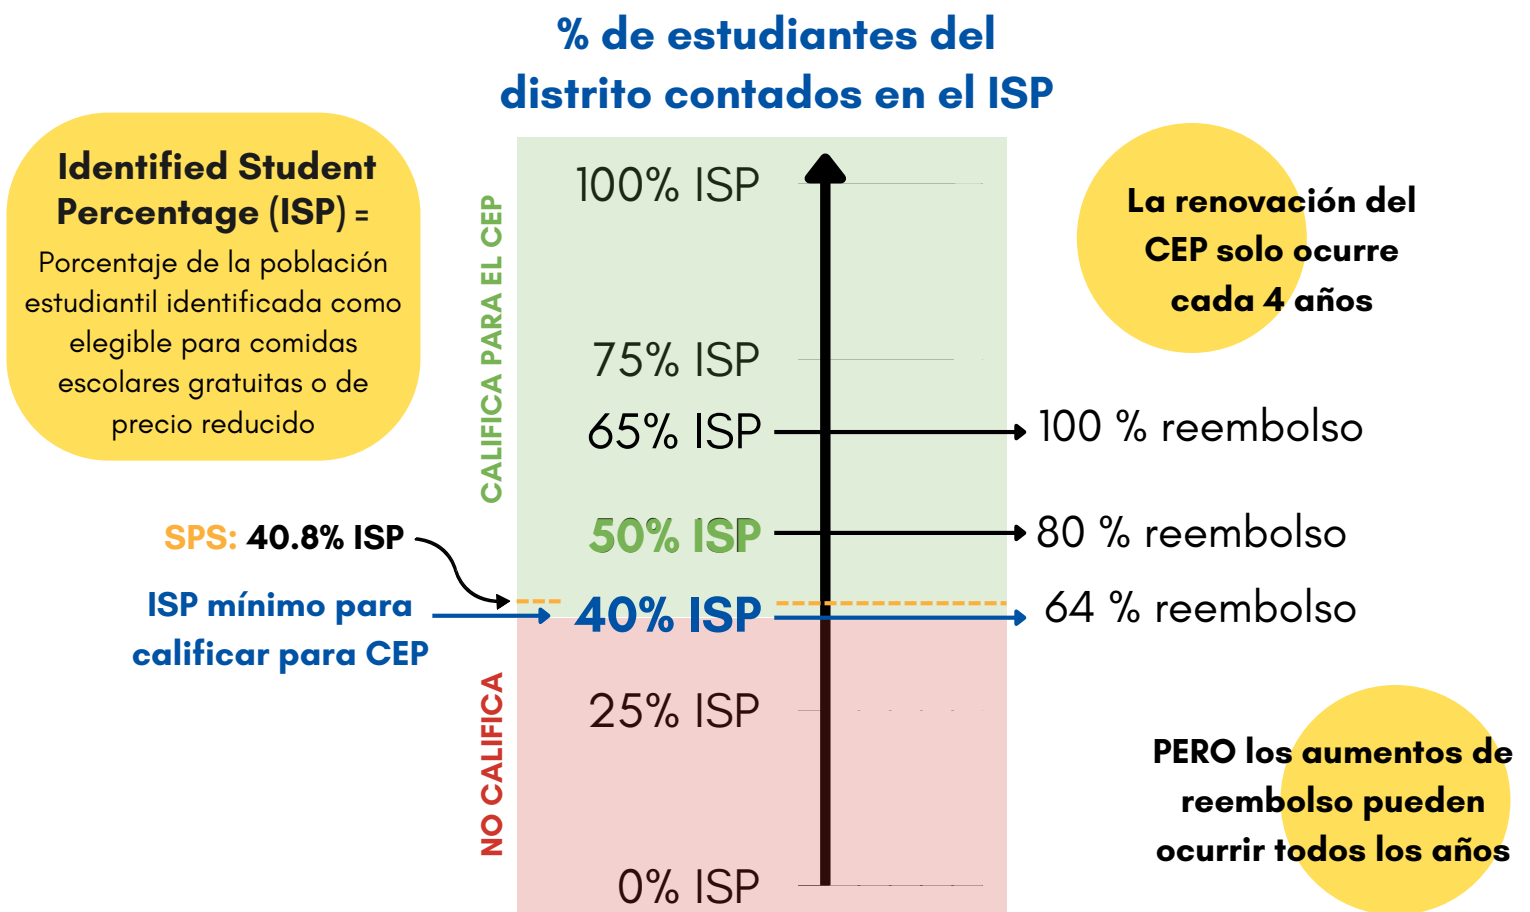 % de estudiantes del
distrito contados en el ISP
Identified Student
Percentage (ISP) =
Porcentaje de la población
estudiantil identificada como
elegible para comidas
escolares gratuitas o de
precio reducido
CALIFICA PARA EL CEP
100% ISP
75% ISP
65% ISP
100 % reembolso
50% ISP
80 % reembolso
SPS: 40.8% ISP
ISP mínimo para
calificar para CEP
40% ISP
64 % reembolso
NO CALIFICA
25% ISP
0% ISP
La renovación del
CEP solo ocurre
cada 4 años
PERO los aumentos de
reembolso pueden
ocurrir todos los años